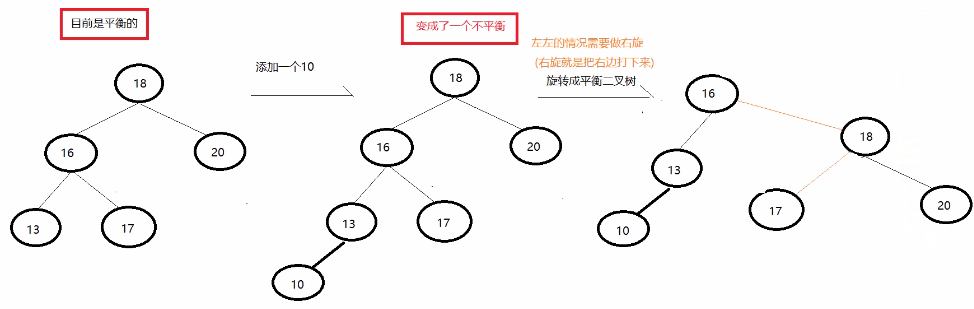 目前是平衡的
添加一个10
变成了一个不平衡
左左的情况需要做右旋
(右旋就是把右边打下来)
旋转成平衡二叉树
18
16
20
13
17
18
16
20
13
17
10
16
18
13
17
20
10